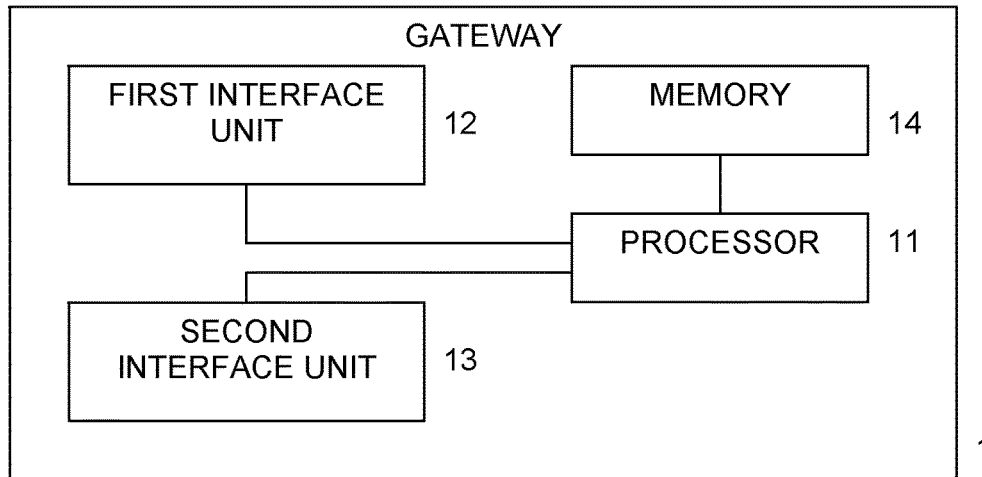 GATEWAY
FIRST INTERFACE
UNIT
12
MEMORY
14
PROCESSOR
11
SECOND
INTERFACE UNIT
13